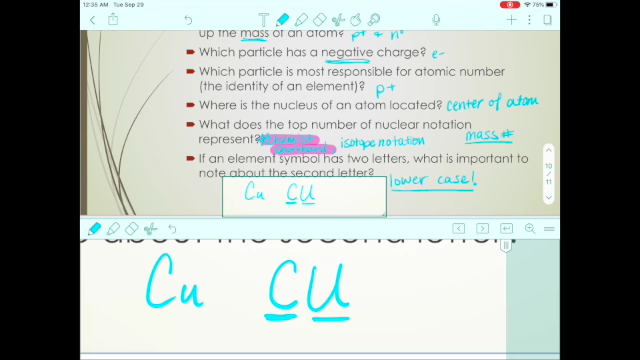 12:35 AM Tue Sep 29
75%
up the mass of an atom? p+ + n°
Which particle has a negative charge? e-
Which particle is most responsible for atomic number
(the identity of an element)? p+
Where is the nucleus of an atom located? center of atom
What does the top number of nuclear notation
represent? isotope notation mass #
If an element symbol has two letters, what is important to
note about the second letter? lower case!
Cu CU
10
/
11
about the second letter?
Cu CU